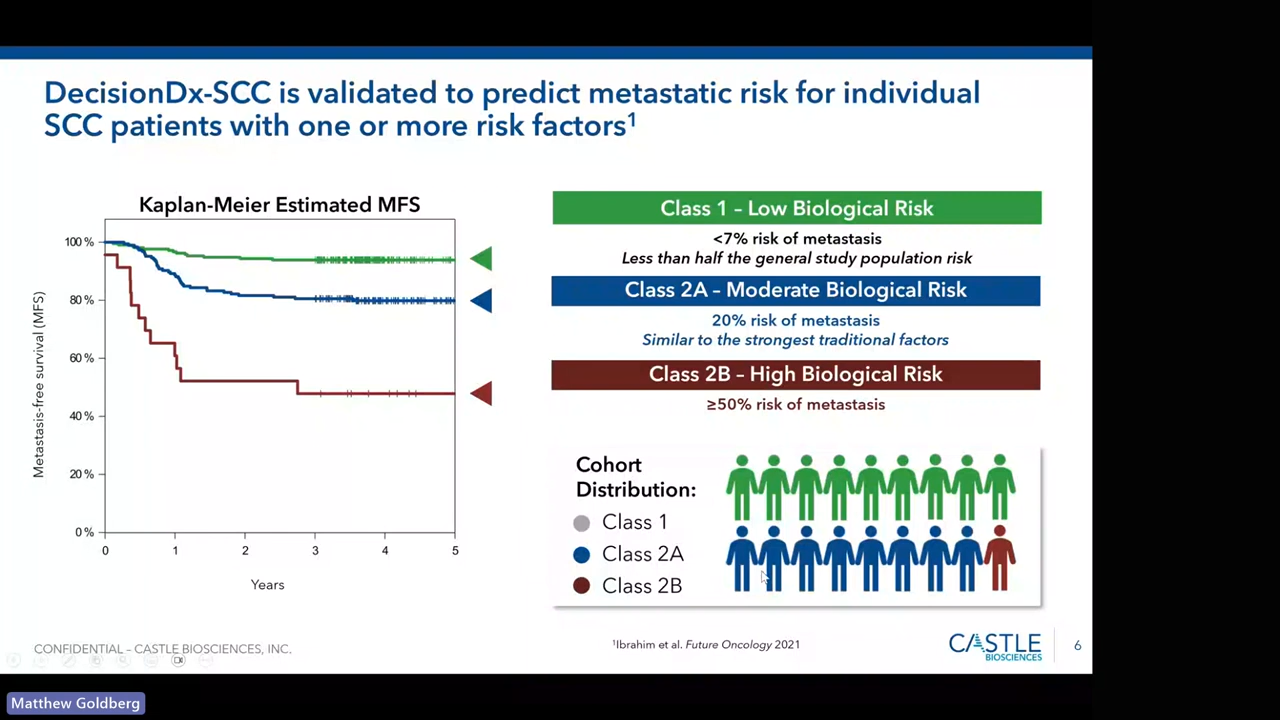 DecisionDx-SCC is validated to predict metastatic risk for individual
SCC patients with one or more risk factors¹
Kaplan-Meier Estimated MFS
Metastasis-free survival (MFS)
100 %
80 %
60 %
40 %
20 %
0 %
0 1 2 3 4 5
Years
Class 1 – Low Biological Risk
<7% risk of metastasis
Less than half the general study population risk
Class 2A – Moderate Biological Risk
20% risk of metastasis
Similar to the strongest traditional factors
Class 2B – High Biological Risk
≥50% risk of metastasis
Cohort
Distribution:
Class 1
Class 2A
Class 2B
CONFIDENTIAL – CASTLE BIOSCIENCES, INC.
¹Ibrahim et al. Future Oncology 2021
CASTLE
BIOSCIENCES
6
Matthew Goldberg